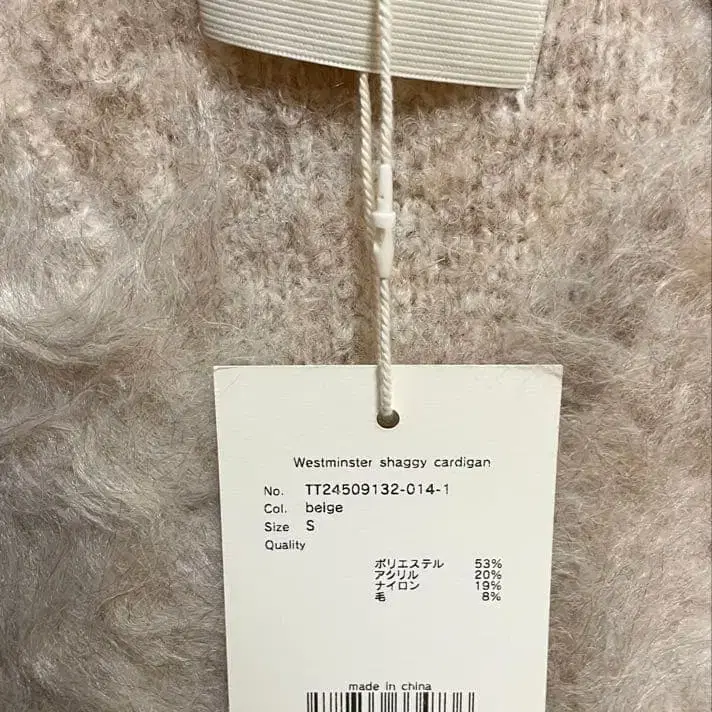 Westminster shaggy cardigan
No. TT24509132-014-1
Col. beige
Size S
Quality
ポリエステル 53%
アクリル 20%
ナイロン 19%
毛 8%
made in china